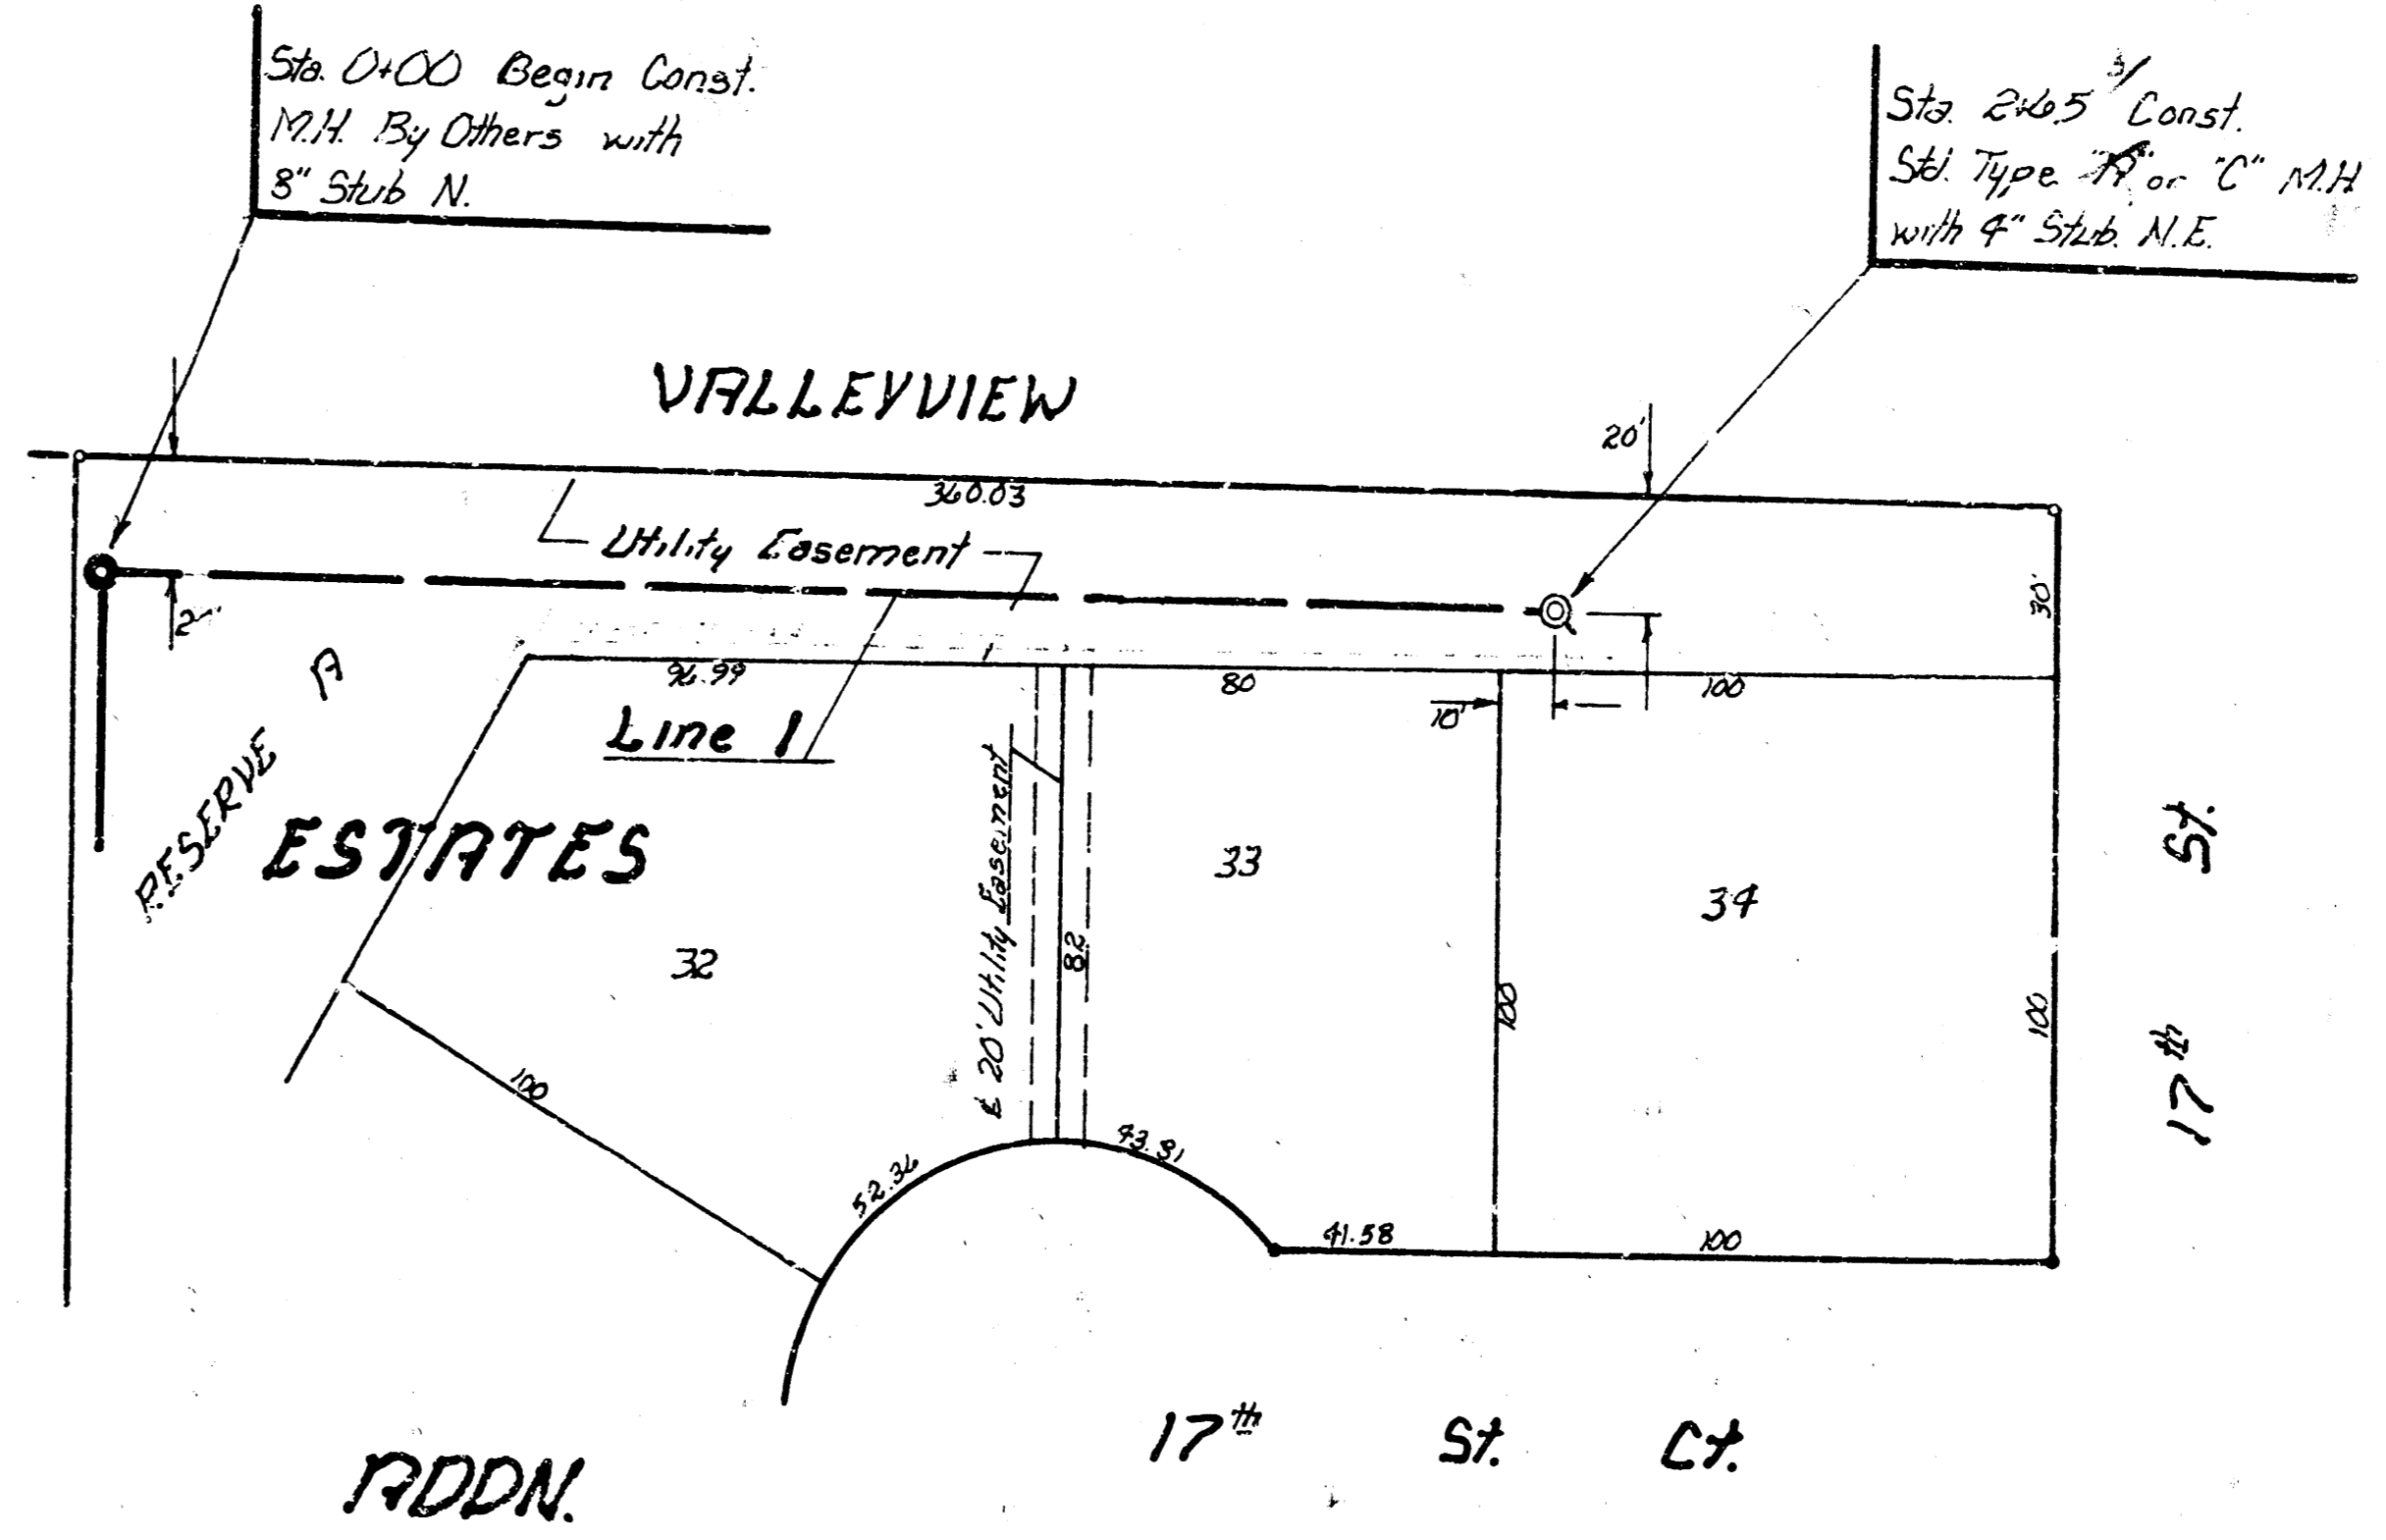 Sta. 0+00 Begin Const.
M.H. By Others with
8" Stub N.
Sta. 2+65 Const.
Std. Type "A" or "C" M.H
with 4" Stub. N.E.
VALLEYVIEW
20'
360.03
Utility Easement
30'
A
96.99
80
100
10'
Line 1
RESERVE
ESTATES
℄ 20' Utility Easement
82
32
33
34
100
100
100
St.
17th
52.36
43.31
41.58
100
17th St. Ct.
ADDN.